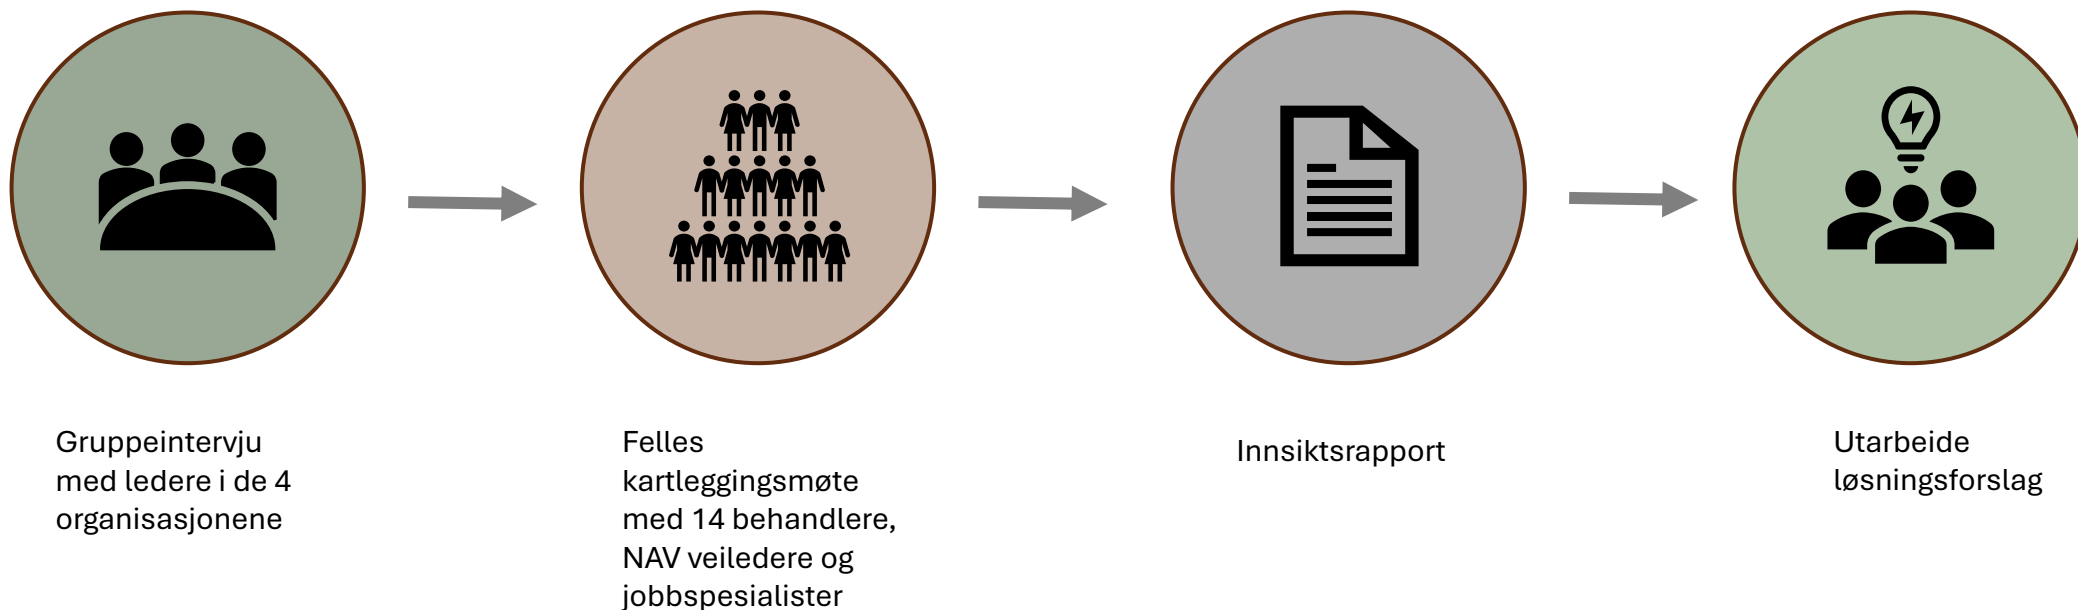 Gruppeintervju
med ledere i de 4
organisasjonene
Felles
kartleggingsmøte
med 14 behandlere,
NAV veiledere og
jobbspesialister
Innsiktsrapport
Utarbeide
løsningsforslag